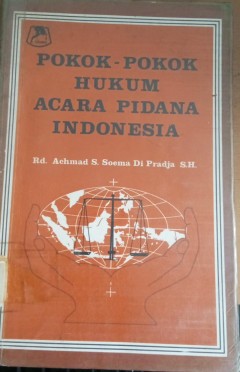 POKOK - POKOK
HUKUM
ACARA PIDANA
INDONESIA
Rd. Achmad S. Soema Di Pradja S.H.